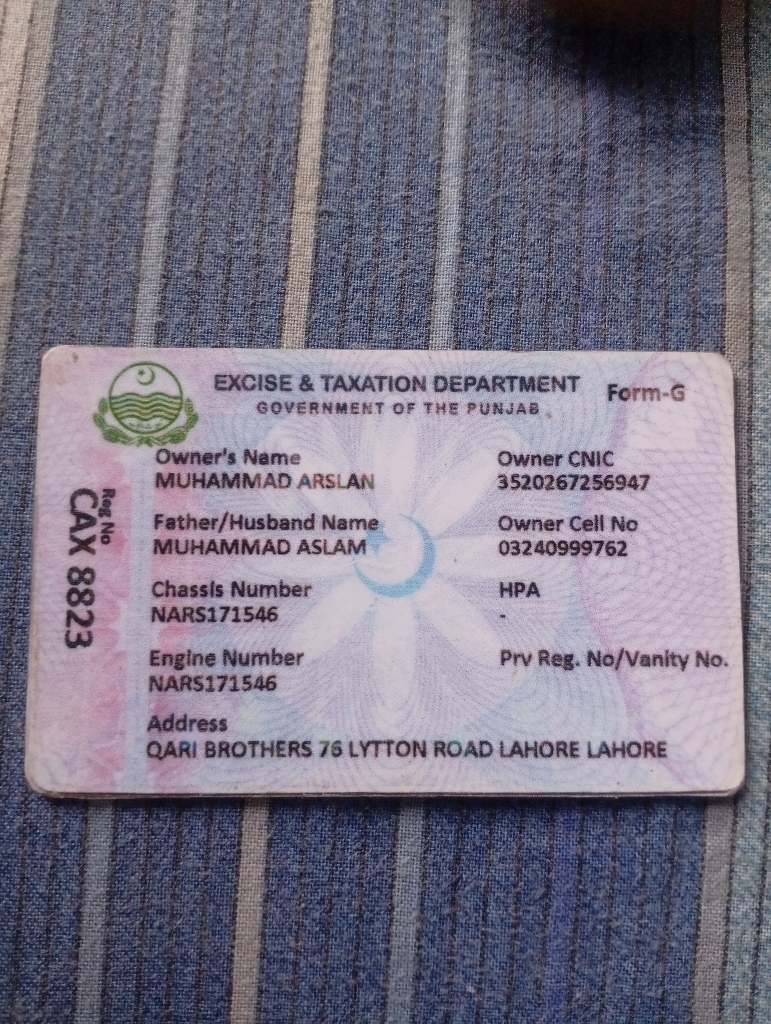 EXCISE & TAXATION DEPARTMENT
GOVERNMENT OF THE PUNJAB
Form-G
Reg No
CAX 8823
Owner's Name
MUHAMMAD ARSLAN
Owner CNIC
3520267256947
Father/Husband Name
MUHAMMAD ASLAM
Owner Cell No
03240999762
Chassis Number
NARS171546
HPA
-
Engine Number
NARS171546
Prv Reg. No/Vanity No.
Address
QARI BROTHERS 76 LYTTON ROAD LAHORE LAHORE